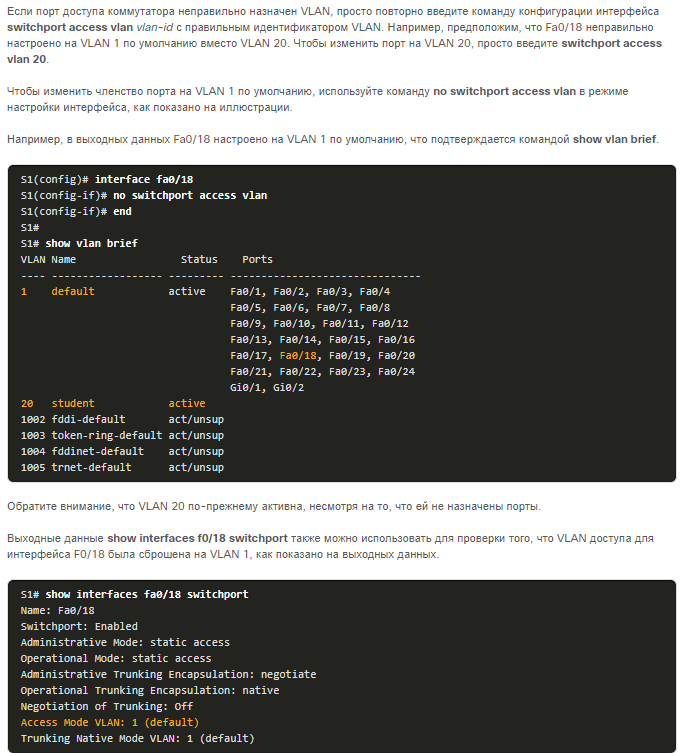 Если порт доступа коммутатора неправильно назначен VLAN, просто повторно введите команду конфигурации интерфейса
switchport access vlan vlan-id с правильным идентификатором VLAN. Например, предположим, что Fa0/18 неправильно
настроено на VLAN 1 по умолчанию вместо VLAN 20. Чтобы изменить порт на VLAN 20, просто введите switchport access
vlan 20.
Чтобы изменить членство порта на VLAN 1 по умолчанию, используйте команду no switchport access vlan в режиме
настройки интерфейса, как показано на иллюстрации.
Например, в выходных данных Fa0/18 настроено на VLAN 1 по умолчанию, что подтверждается командой show vlan brief.
S1(config)# interface fa0/18
S1(config-if)# no switchport access vlan
S1(config-if)# end
S1#
S1# show vlan brief
VLAN Name                 Status    Ports
---- ------------------ --------- -------------------------------
1    default            active    Fa0/1, Fa0/2, Fa0/3, Fa0/4
                                  Fa0/5, Fa0/6, Fa0/7, Fa0/8
                                  Fa0/9, Fa0/10, Fa0/11, Fa0/12
                                  Fa0/13, Fa0/14, Fa0/15, Fa0/16
                                  Fa0/17, Fa0/18, Fa0/19, Fa0/20
                                  Fa0/21, Fa0/22, Fa0/23, Fa0/24
                                  Gi0/1, Gi0/2
20   student            active
1002 fddi-default       act/unsup
1003 token-ring-default act/unsup
1004 fddinet-default    act/unsup
1005 trnet-default      act/unsup
Обратите внимание, что VLAN 20 по-прежнему активна, несмотря на то, что ей не назначены порты.
Выходные данные show interfaces f0/18 switchport также можно использовать для проверки того, что VLAN доступа для
интерфейса F0/18 была сброшена на VLAN 1, как показано на выходных данных.
S1# show interfaces fa0/18 switchport
Name: Fa0/18
Switchport: Enabled
Administrative Mode: static access
Operational Mode: static access
Administrative Trunking Encapsulation: negotiate
Operational Trunking Encapsulation: native
Negotiation of Trunking: Off
Access Mode VLAN: 1 (default)
Trunking Native Mode VLAN: 1 (default)